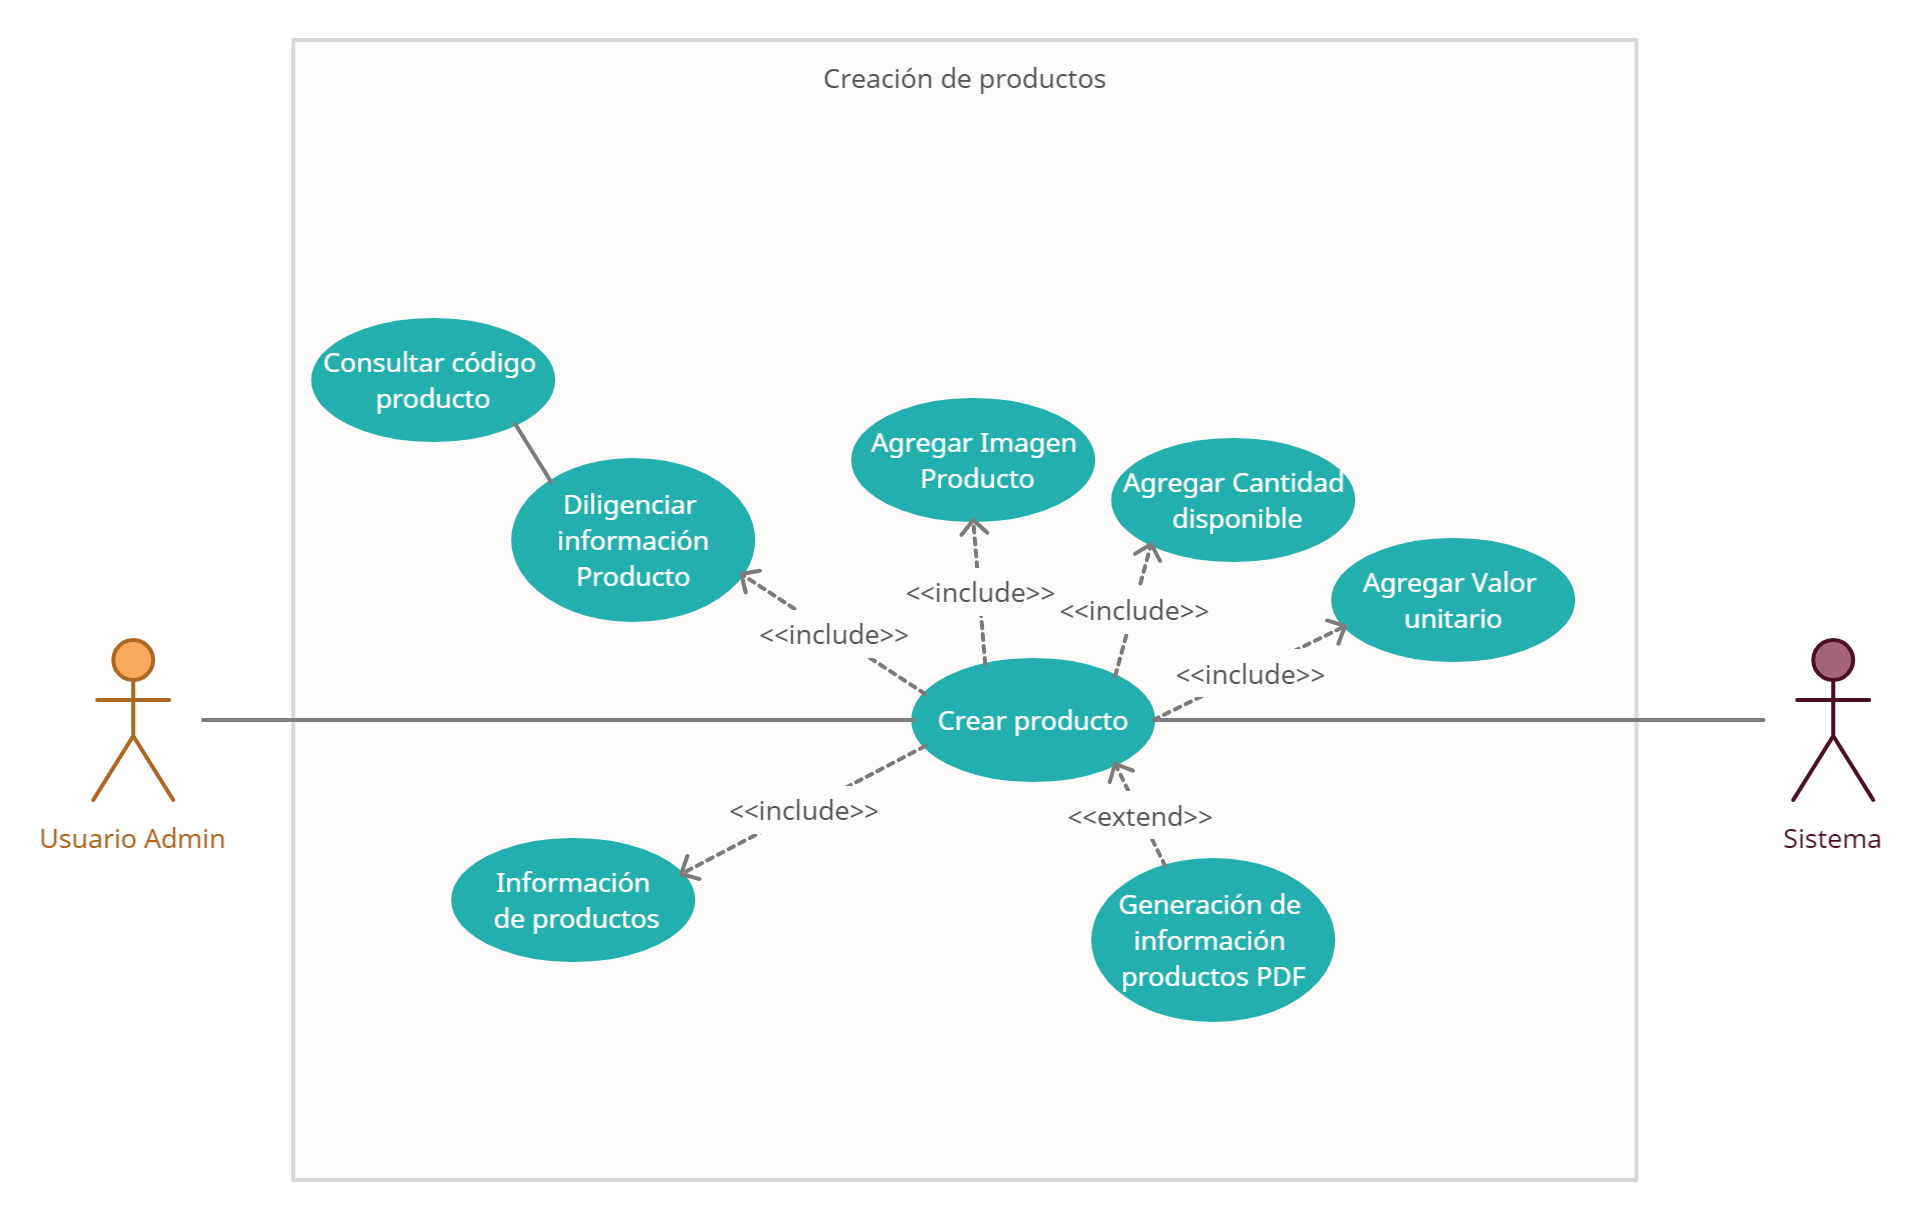 Creación de productos
Consultar código
producto
Diligenciar
información
Producto
Agregar Imagen
Producto
Agregar Cantidad
disponible
Agregar Valor
unitario
<<include>>
<<include>>
<<include>>
<<include>>
Crear producto
Usuario Admin
Sistema
<<include>>
<<extend>>
Información
de productos
Generación de
información
productos PDF